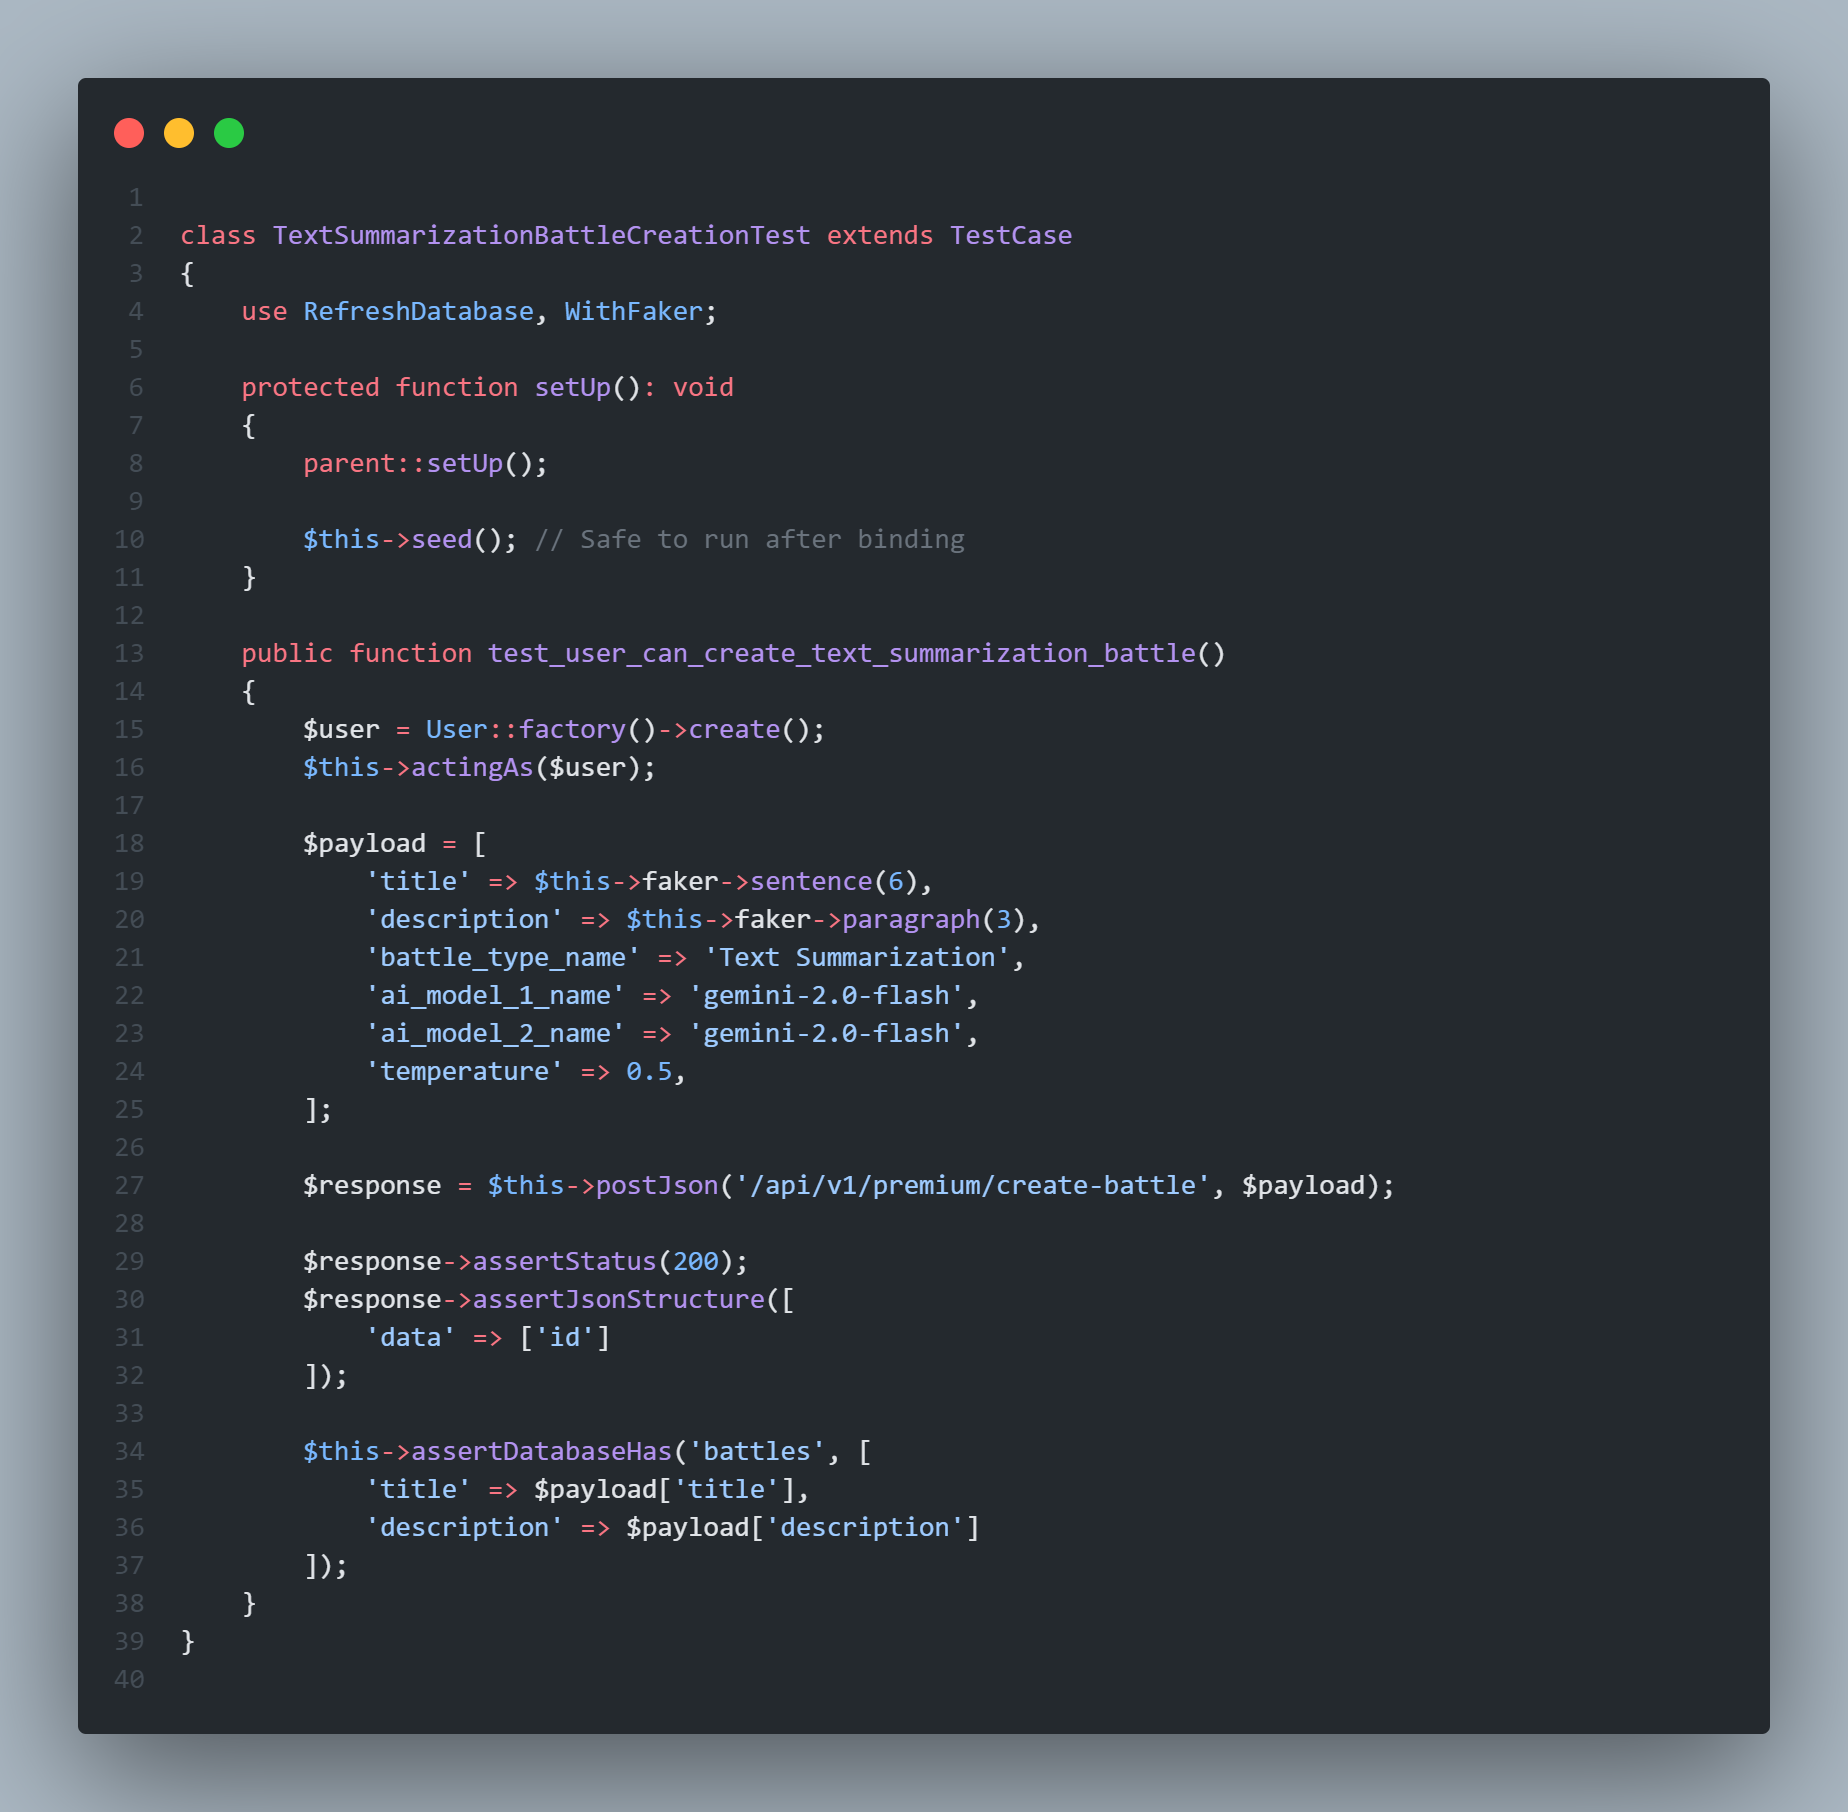 1
2 class TextSummarizationBattleCreationTest extends TestCase
3 {
4     use RefreshDatabase, WithFaker;
5
6     protected function setUp(): void
7     {
8         parent::setUp();
9
10         $this->seed(); // Safe to run after binding
11     }
12
13     public function test_user_can_create_text_summarization_battle()
14     {
15         $user = User::factory()->create();
16         $this->actingAs($user);
17
18         $payload = [
19             'title' => $this->faker->sentence(6),
20             'description' => $this->faker->paragraph(3),
21             'battle_type_name' => 'Text Summarization',
22             'ai_model_1_name' => 'gemini-2.0-flash',
23             'ai_model_2_name' => 'gemini-2.0-flash',
24             'temperature' => 0.5,
25         ];
26
27         $response = $this->postJson('/api/v1/premium/create-battle', $payload);
28
29         $response->assertStatus(200);
30         $response->assertJsonStructure([
31             'data' => ['id']
32         ]);
33
34         $this->assertDatabaseHas('battles', [
35             'title' => $payload['title'],
36             'description' => $payload['description']
37         ]);
38     }
39 }
40